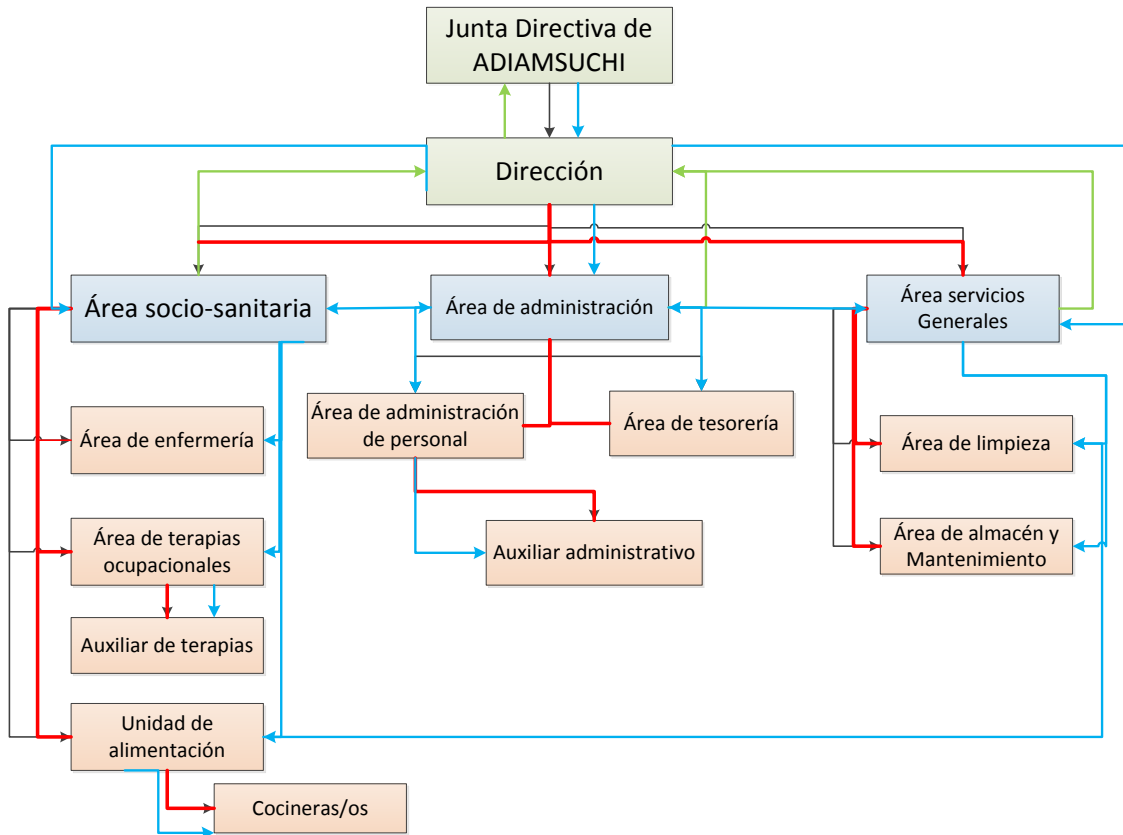 Junta Directiva de
ADIAMSUCHI
Dirección
Área socio-sanitaria
Área de administración
Área servicios
Generales
Área de enfermería
Área de administración
de personal
Área de tesorería
Área de limpieza
Área de terapias
ocupacionales
Auxiliar administrativo
Área de almacén y
Mantenimiento
Auxiliar de terapias
Unidad de
alimentación
Cocineras/os